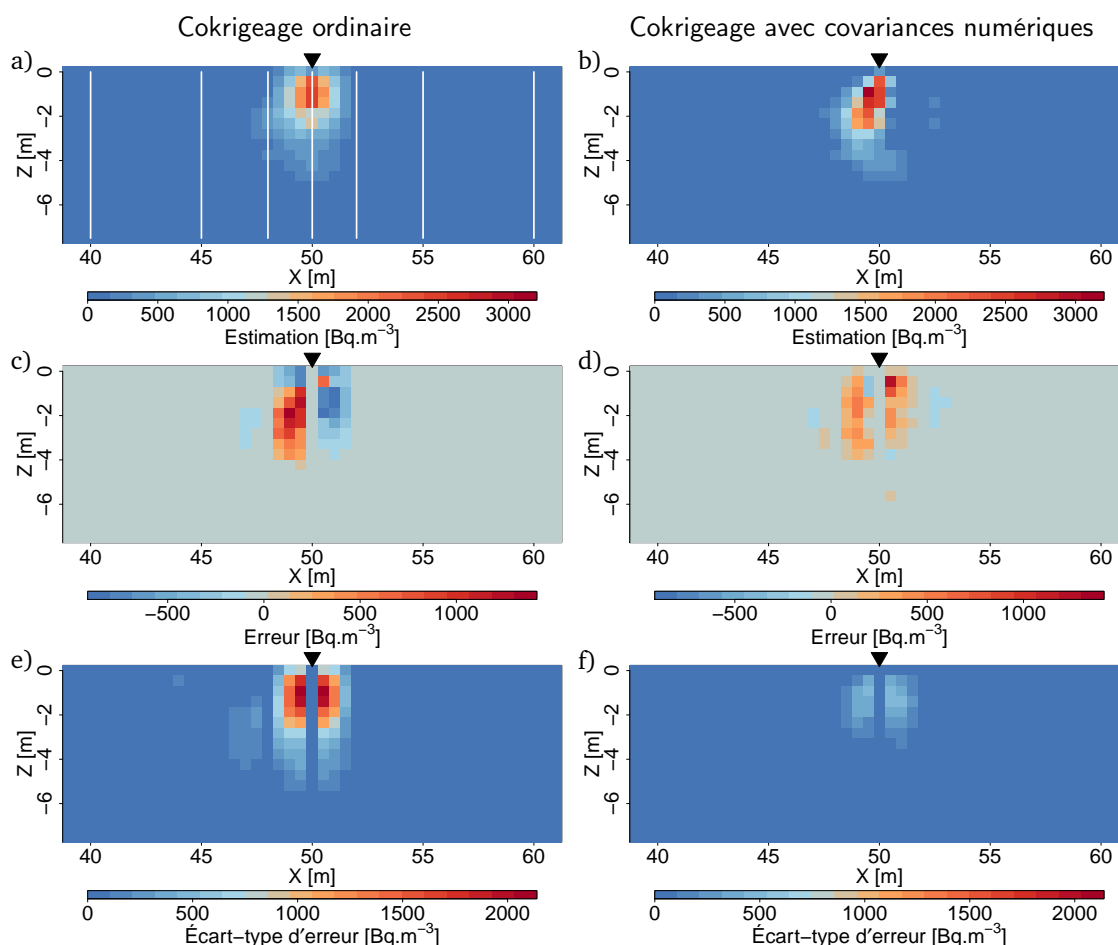 Cokrigeage ordinaire
Cokrigeage avec covariances numériques
a)
0
−2
−4
−6
Z [m]
40 45 50 55 60
X [m]
0 500 1000 1500 2000 2500 3000
Estimation [Bq.m⁻³]
b)
0
−2
−4
−6
Z [m]
40 45 50 55 60
X [m]
0 500 1000 1500 2000 2500 3000
Estimation [Bq.m⁻³]
c)
0
−2
−4
−6
Z [m]
40 45 50 55 60
X [m]
−500 0 500 1000
Erreur [Bq.m⁻³]
d)
0
−2
−4
−6
Z [m]
40 45 50 55 60
X [m]
−500 0 500 1000
Erreur [Bq.m⁻³]
e)
0
−2
−4
−6
Z [m]
40 45 50 55 60
X [m]
0 500 1000 1500 2000
Écart−type d'erreur [Bq.m⁻³]
f)
0
−2
−4
−6
Z [m]
40 45 50 55 60
X [m]
0 500 1000 1500 2000
Écart−type d'erreur [Bq.m⁻³]